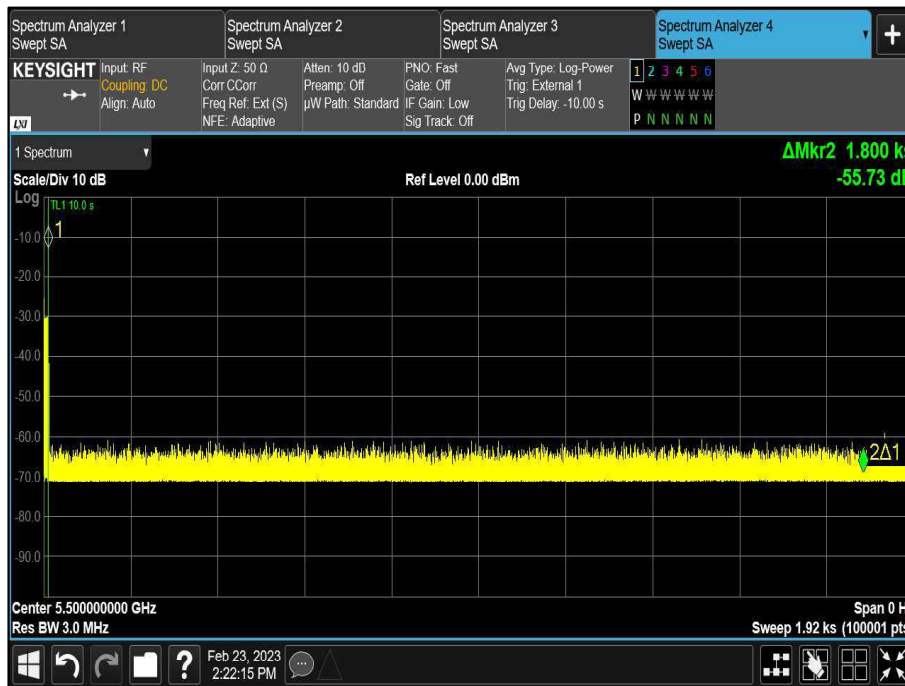 Spectrum Analyzer 1
Swept SA
Spectrum Analyzer 2
Swept SA
Spectrum Analyzer 3
Swept SA
Spectrum Analyzer 4
Swept SA
KEYSIGHT
LXI
Input: RF
Coupling: DC
Align: Auto
Input Z: 50 Ω
Corr CCorr
Freq Ref: Ext (S)
NFE: Adaptive
Atten: 10 dB
Preamp: Off
µW Path: Standard
PNO: Fast
Gate: Off
IF Gain: Low
Sig Track: Off
Avg Type: Log-Power
Trig: External 1
Trig Delay: -10.00 s
1 2 3 4 5 6
W W W W W W
P N N N N N
1 Spectrum
Scale/Div 10 dB
Ref Level 0.00 dBm
ΔMkr2 1.800 k
-55.73 d
Log
TL1 10.0 s
1
-10.0
-20.0
-30.0
-40.0
-50.0
-60.0
-70.0
-80.0
-90.0
2Δ1
Center 5.500000000 GHz
Res BW 3.0 MHz
Span 0 H
Sweep 1.92 ks (100001 pts
?
Feb 23, 2023
2:22:15 PM